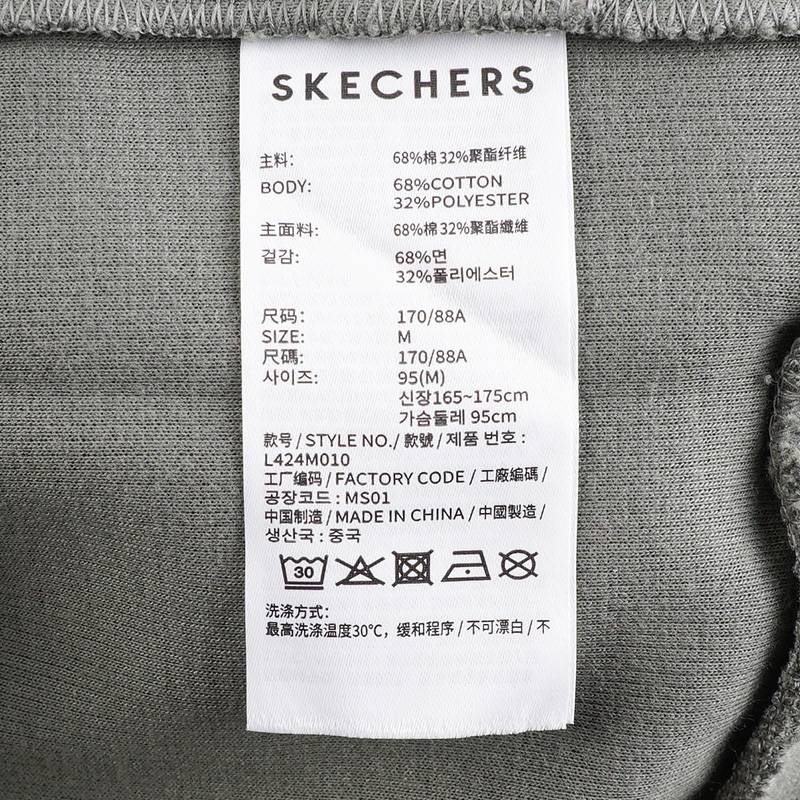 SKECHERS
主料: 68%棉 32%聚酯纤维
BODY: 68%COTTON
32%POLYESTER
主面料: 68%棉 32%聚酯纖維
겉감: 68%면
32%폴리에스터
尺码: 170/88A
SIZE: M
尺碼: 170/88A
사이즈: 95(M)
신장165~175cm
가슴둘레 95cm
款号 / STYLE NO./ 款號 / 제품 번호 :
L424M010
工厂编码 / FACTORY CODE / 工廠編碼 /
공장코드 : MS01
中国制造 / MADE IN CHINA / 中國製造 /
생산국 : 중국
30
洗涤方式:
最高洗涤温度30℃，缓和程序 / 不可漂白 / 不